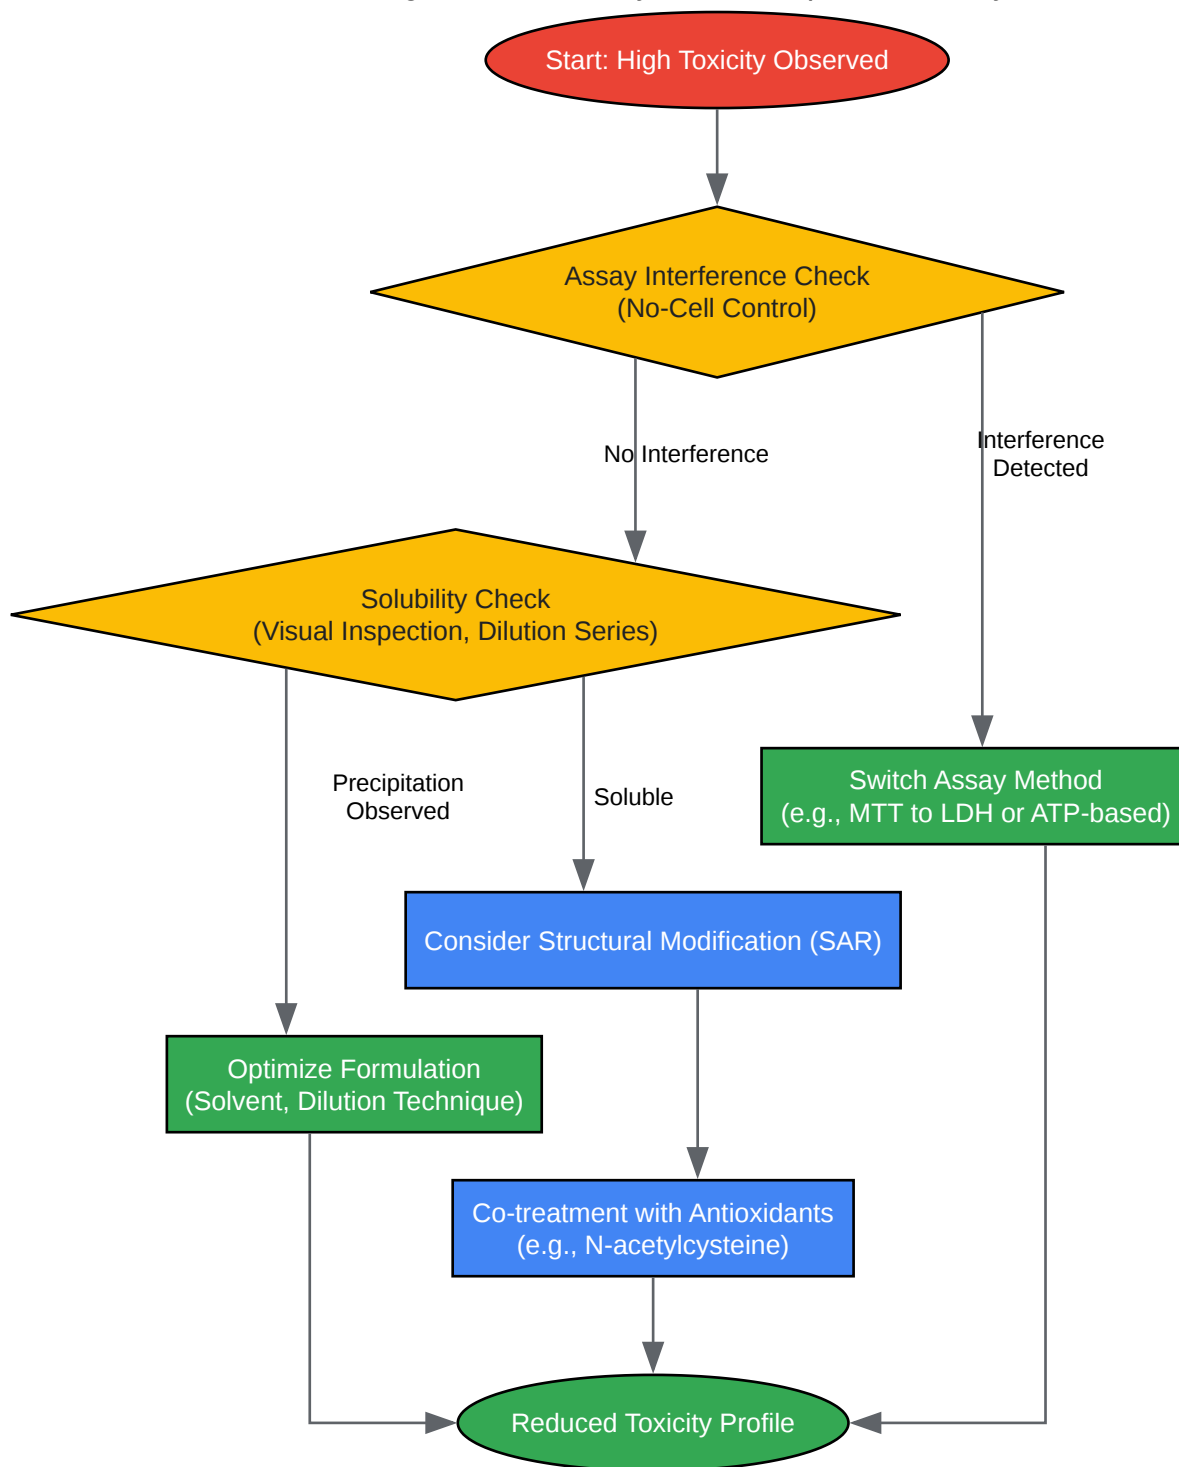 Start: High Toxicity Observed
Assay Interference Check
(No-Cell Control)
No Interference
Interference
Detected
Solubility Check
(Visual Inspection, Dilution Series)
Precipitation
Observed
Soluble
Switch Assay Method
(e.g., MTT to LDH or ATP-based)
Consider Structural Modification (SAR)
Optimize Formulation
(Solvent, Dilution Technique)
Co-treatment with Antioxidants
(e.g., N-acetylcysteine)
Reduced Toxicity Profile